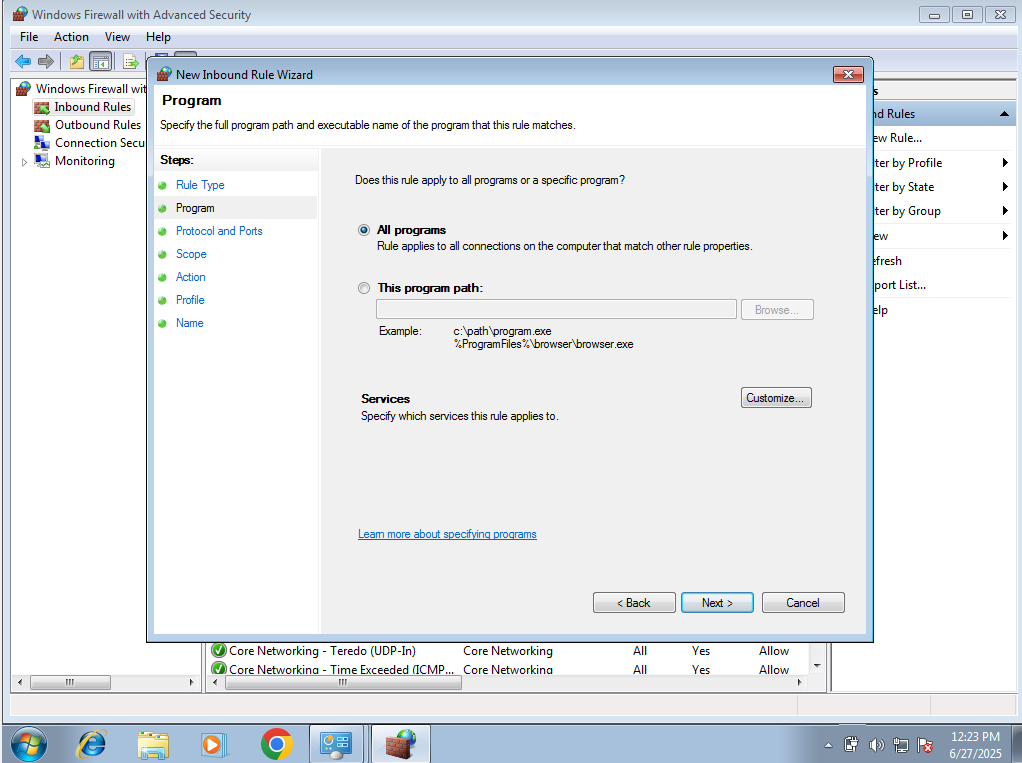 Windows Firewall with Advanced Security
File Action View Help
Windows Firewall wit
Inbound Rules
Outbound Rules
Connection Secu
Monitoring
New Inbound Rule Wizard
Program
Specify the full program path and executable name of the program that this rule matches.
Steps:
Rule Type
Program
Protocol and Ports
Scope
Action
Profile
Name
Does this rule apply to all programs or a specific program?
All programs
Rule applies to all connections on the computer that match other rule properties.
This program path:
Browse...
Example: c:\path\program.exe
%ProgramFiles%\browser\browser.exe
Services
Customize...
Specify which services this rule applies to.
Learn more about specifying programs
< Back Next > Cancel
s
nd Rules
ew Rule...
ter by Profile
ter by State
ter by Group
ew
efresh
port List...
elp
Core Networking - Teredo (UDP-In) Core Networking All Yes Allow
Core Networking - Time Exceeded (ICMP... Core Networking All Yes Allow
12:23 PM
6/27/2025